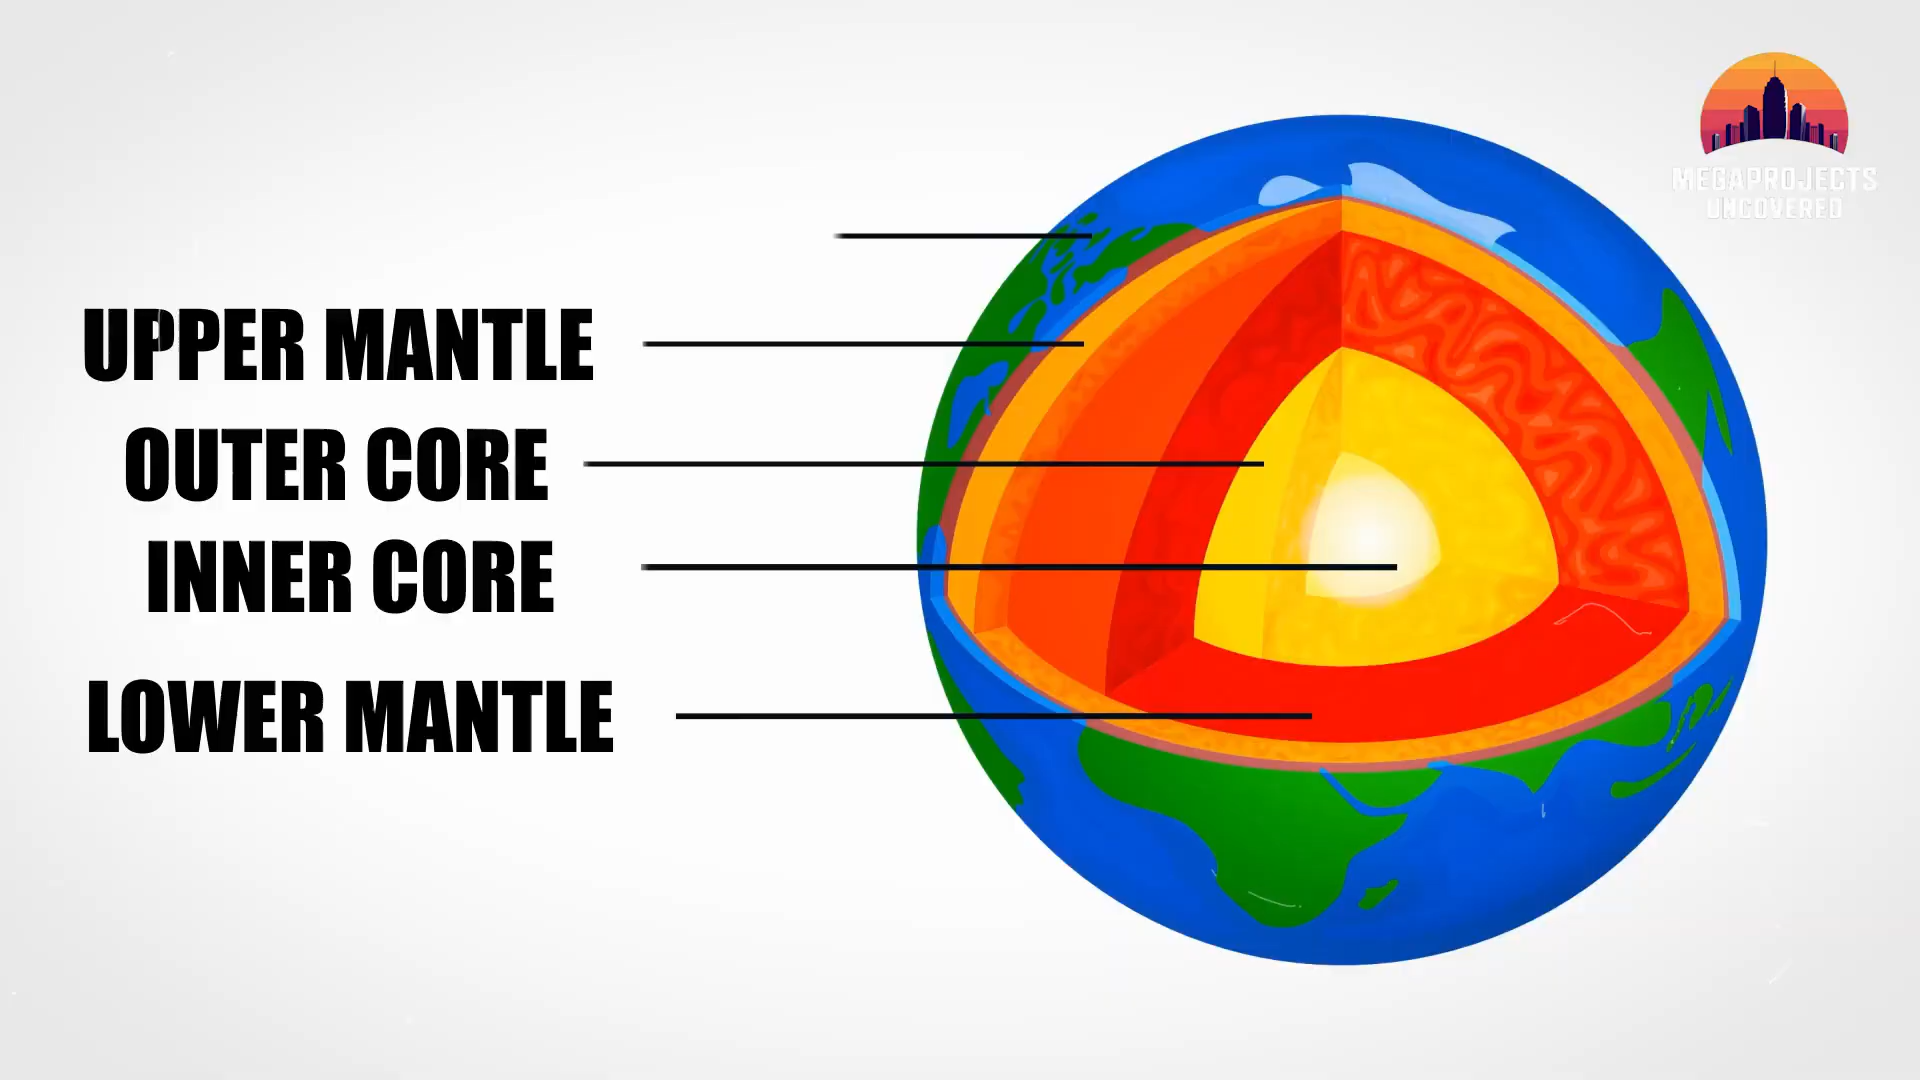 MEGAPROJECTS
UNCOVERED
UPPER MANTLE
OUTER CORE
INNER CORE
LOWER MANTLE